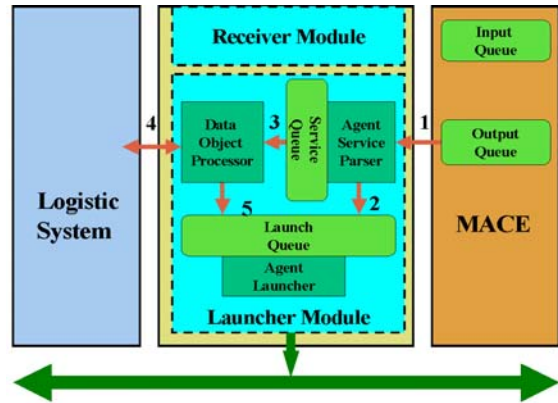 Receiver Module
Input
Queue
4
Data
Object
Processor
3
Service
Queue
Agent
Service
Parser
1
Output
Queue
Logistic
System
5
2
Launch
Queue
MACE
Agent
Launcher
Launcher Module